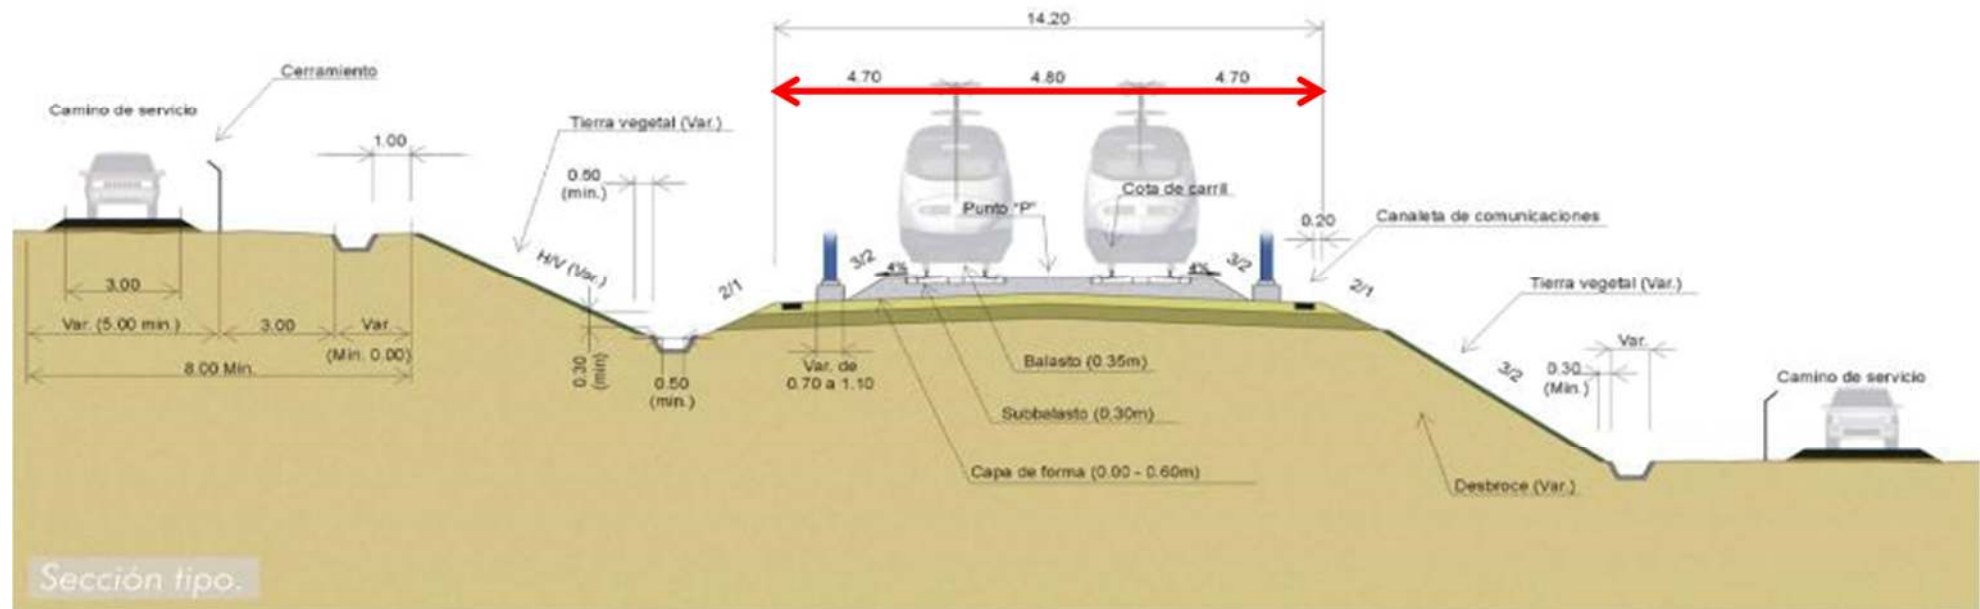 14.20
4.70
4.80
4.70
Cerramiento
Camino de servicio
Tierra vegetal (Var.)
1.00
0.50
(min.)
Cota de carril
Punto "P"
0.20
Canaleta de comunicaciones
H/V (Var.)
2/1
3/2
4%
4%
3/2
2/1
Tierra vegetal (Var.)
3.00
Var. (5.00 min.)
3.00
Var.
(Min. 0.00)
8.00 Min.
0.30
(min)
0.50
(min.)
Var. de
0.70 a 1.10
Balasto (0.35m)
Subbalasto (0.30m)
Capa de forma (0.00 - 0.60m)
3/2
Var.
0.30
(Min.)
Camino de servicio
Desbroce (Var.)
Sección tipo.